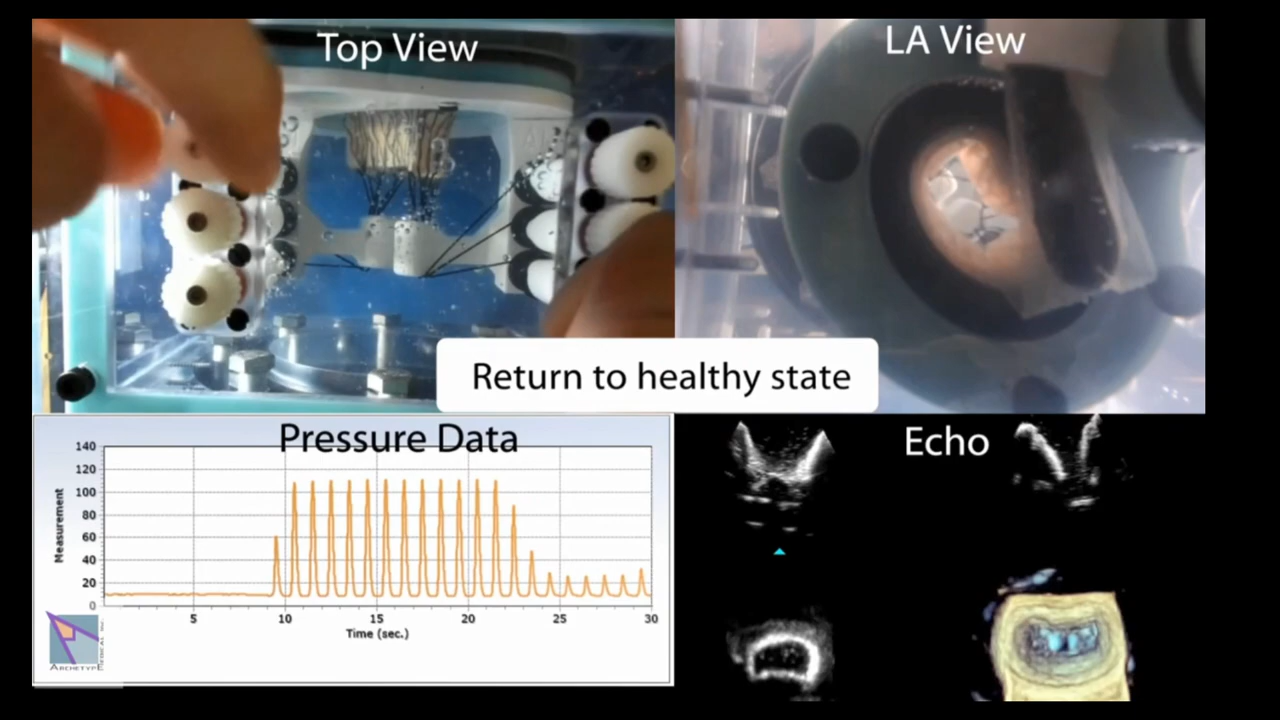 Top View
LA View
Return to healthy state
Pressure Data
Echo
140
120
100
80
60
40
20
0
Measurement
5
10
15
20
25
30
Time (sec.)